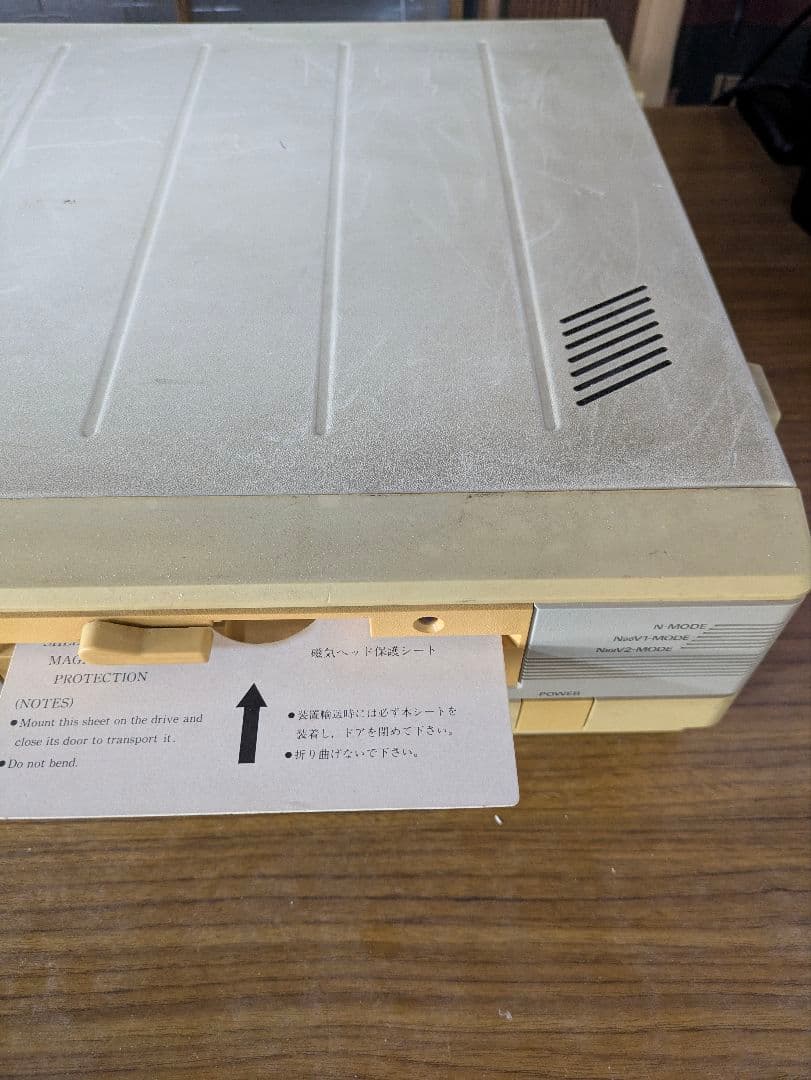 N-MODE
N88V1-MODE
N88V2-MODE
POWER
PROTECTION
(NOTES)
●Mount this sheet on the drive and
close its door to transport it.
●Do not bend.
磁気ヘッド保護シート
●装置輸送時には必ず本シートを
装着し,ドアを閉めて下さい。
●折り曲げないで下さい。